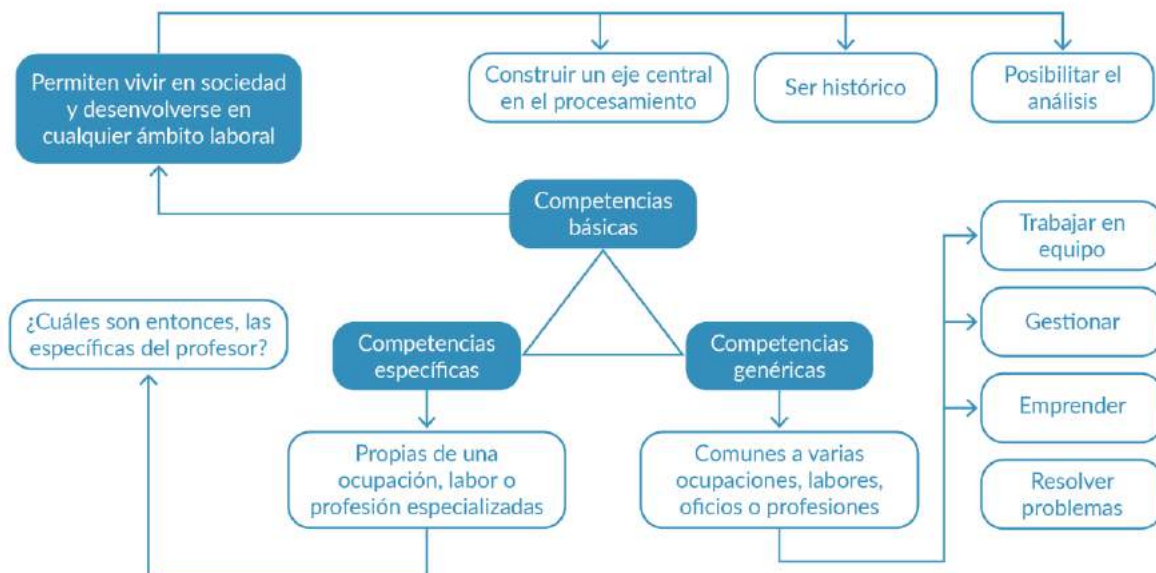 Permiten vivir en sociedad
y desenvolverse en
cualquier ámbito laboral
Construir un eje central
en el procesamiento
Ser histórico
Posibilitar el
análisis
Competencias
básicas
Trabajar en
equipo
¿Cuáles son entonces, las
específicas del profesor?
Gestionar
Competencias
específicas
Competencias
genéricas
Emprender
Propias de una
ocupación, labor o
profesión especializadas
Comunes a varias
ocupaciones, labores,
oficios o profesiones
Resolver
problemas